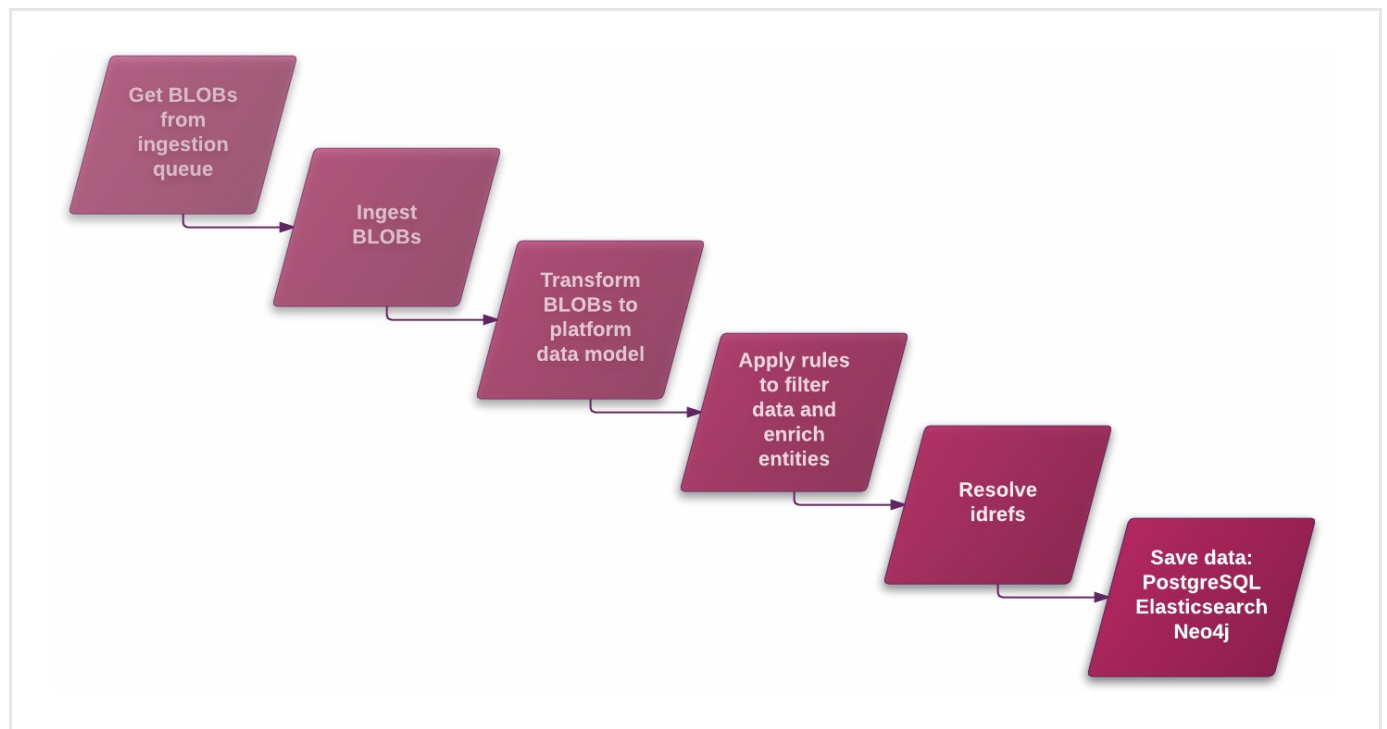 Get BLOBs
from
ingestion
queue
Ingest
BLOBs
Transform
BLOBs to
platform
data model
Apply rules
to filter
data and
enrich
entities
Resolve
idrefs
Save data:
PostgreSQL
Elasticsearch
Neo4j